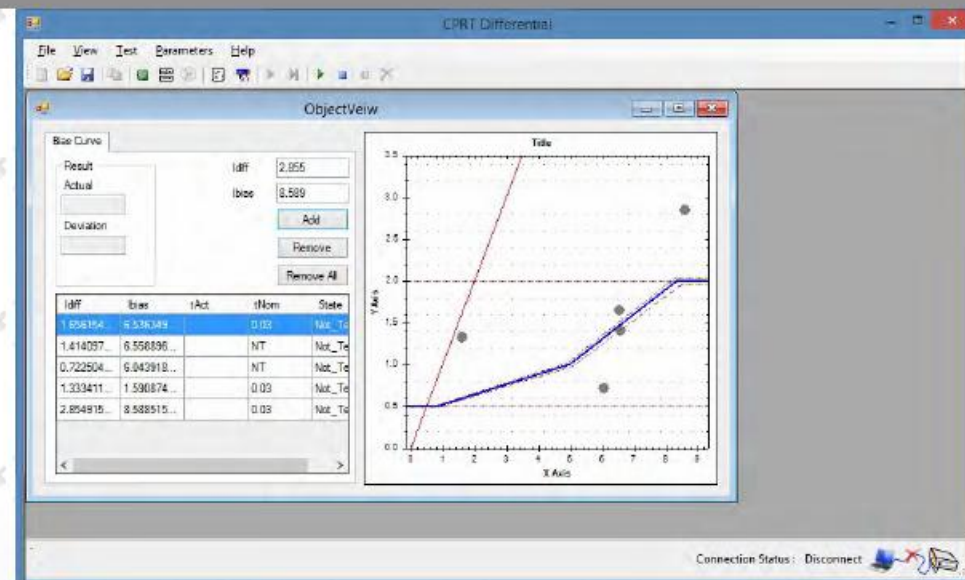 CPRT Differential
File View Test Parameters Help
ObjectVeiw
Bias Curve
Result
Actual
Deviation
Idiff 2.855
Ibias 8.589
Add
Remove
Remove All
Idiff Ibias tAct tNom State
1.656154... 6.536349... 0.03 Not_Te
1.414097... 6.558896... NT Not_Te
0.722504... 6.043918... NT Not_Te
1.333411... 1.590874... 0.03 Not_Te
2.854915... 8.588515... 0.03 Not_Te
Title
Y Axis
3.5
3.0
2.5
2.0
1.5
1.0
0.5
0.0
0 1 2 3 4 5 6 7 8 9
X Axis
Connection Status : Disconnect